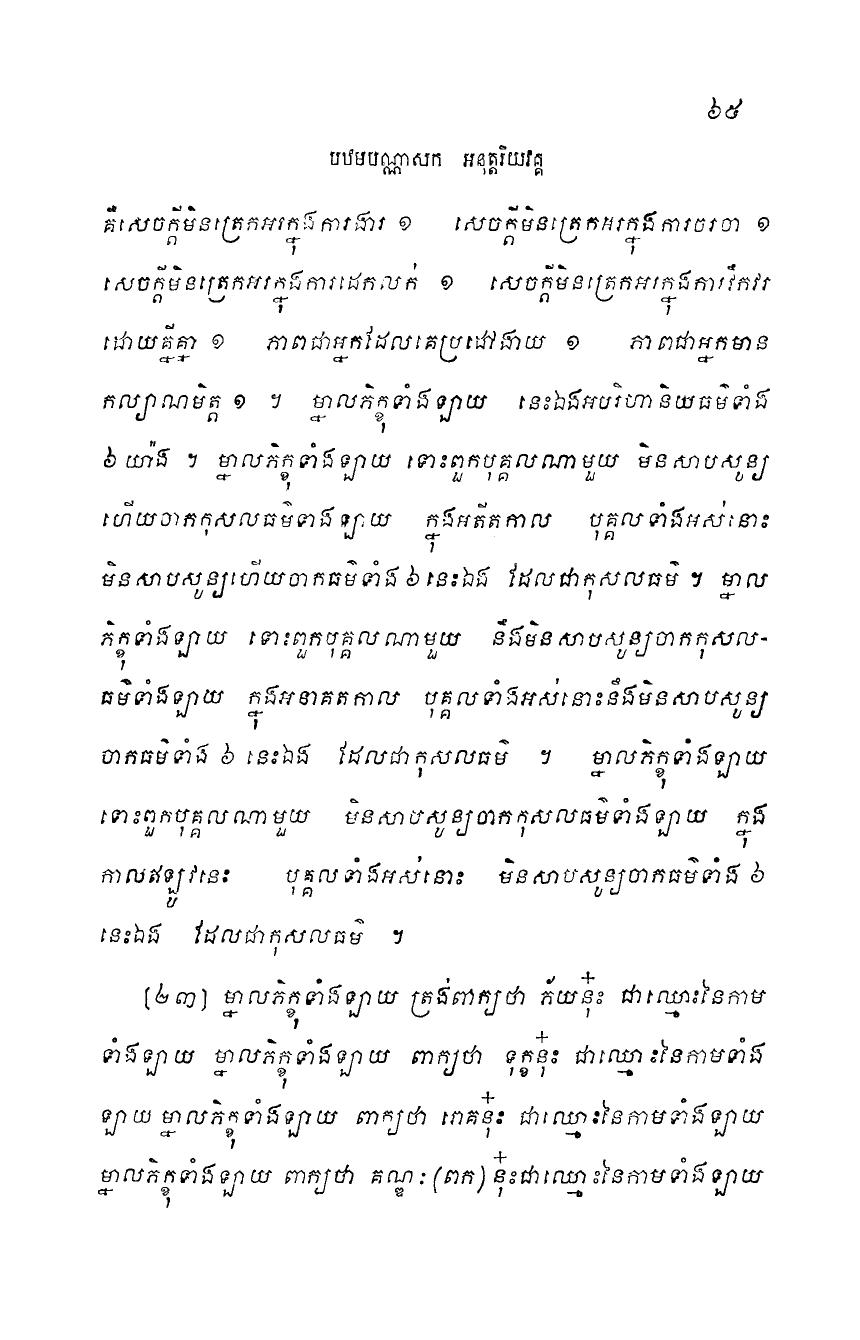 ៦៥
បឋមបណ្ណាសក អនុត្តរិយវគ្គ
គឺសេចក្តីមិនត្រេកអរក្នុងការងារ ១ សេចក្តីមិនត្រេកអរក្នុងការចរចា ១
សេចក្តីមិនត្រេកអរក្នុងការដេកលក់ ១ សេចក្តីមិនត្រេកអរក្នុងការវឹកវរ
ដោយគ្នីគ្នា ១ ភាពជាអ្នកដែលគេប្រដៅងាយ ១ ភាពជាអ្នកមាន
កល្យាណមិត្ត ១ ។ ម្នាលភិក្ខុទាំងឡាយ នេះឯងអបរិហានិយធម៌ទាំង
៦ យ៉ាង ។ ម្នាលភិក្ខុទាំងឡាយ ទោះពួកបុគ្គលណាមួយ មិនសាបសូន្យ
ហើយចាកកុសលធម៌ទាំងឡាយ ក្នុងអតីតកាល បុគ្គលទាំងអស់នោះ
មិនសាបសូន្យហើយចាកធម៌ទាំង ៦ នេះឯង ដែលជាកុសលធម៌ ។ ម្នាល
ភិក្ខុទាំងឡាយ ទោះពួកបុគ្គលណាមួយ នឹងមិនសាបសូន្យចាកកុសល-
ធម៌ទាំងឡាយ ក្នុងអនាគតកាល បុគ្គលទាំងអស់នោះនឹងមិនសាបសូន្យ
ចាកធម៌ទាំង ៦ នេះឯង ដែលជាកុសលធម៌ ។ ម្នាលភិក្ខុទាំងឡាយ
ទោះពួកបុគ្គលណាមួយ មិនសាបសូន្យចាកកុសលធម៌ទាំងឡាយ ក្នុង
កាលឥឡូវនេះ បុគ្គលទាំងអស់នោះ មិនសាបសូន្យចាកធម៌ទាំង ៦
នេះឯង ដែលជាកុសលធម៌ ។
[២៣] ម្នាលភិក្ខុទាំងឡាយ ត្រង់ពាក្យថា ភ័យនុ៎ះ ជាឈ្មោះនៃកាម
ទាំងឡាយ ម្នាលភិក្ខុទាំងឡាយ ពាក្យថា ទុក្ខនុ៎ះ ជាឈ្មោះនៃកាមទាំង
ឡាយ ម្នាលភិក្ខុទាំងឡាយ ពាក្យថា រោគនុ៎ះ ជាឈ្មោះនៃកាមទាំងឡាយ
ម្នាលភិក្ខុទាំងឡាយ ពាក្យថា គណ្ឌៈ (ពក) នុ៎ះជាឈ្មោះនៃកាមទាំងឡាយ